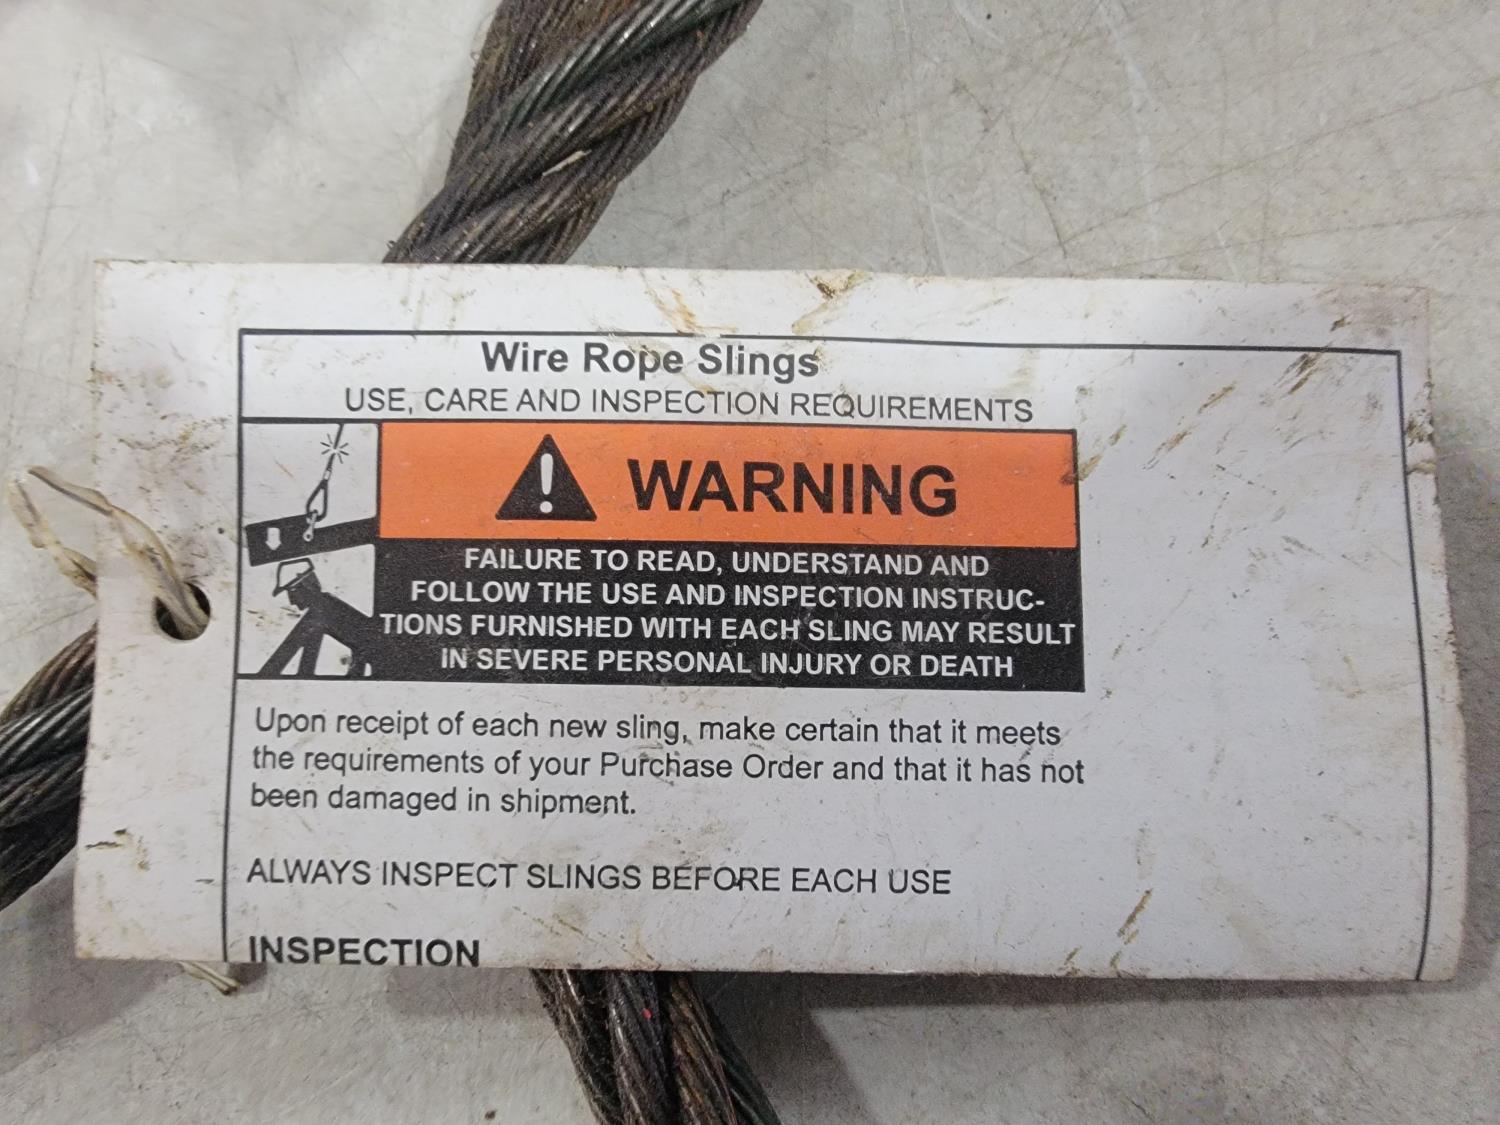 Wire Rope Slings
USE, CARE AND INSPECTION REQUIREMENTS
WARNING
FAILURE TO READ, UNDERSTAND AND
FOLLOW THE USE AND INSPECTION INSTRUC-
TIONS FURNISHED WITH EACH SLING MAY RESULT
IN SEVERE PERSONAL INJURY OR DEATH
Upon receipt of each new sling, make certain that it meets
the requirements of your Purchase Order and that it has not
been damaged in shipment.
ALWAYS INSPECT SLINGS BEFORE EACH USE
INSPECTION